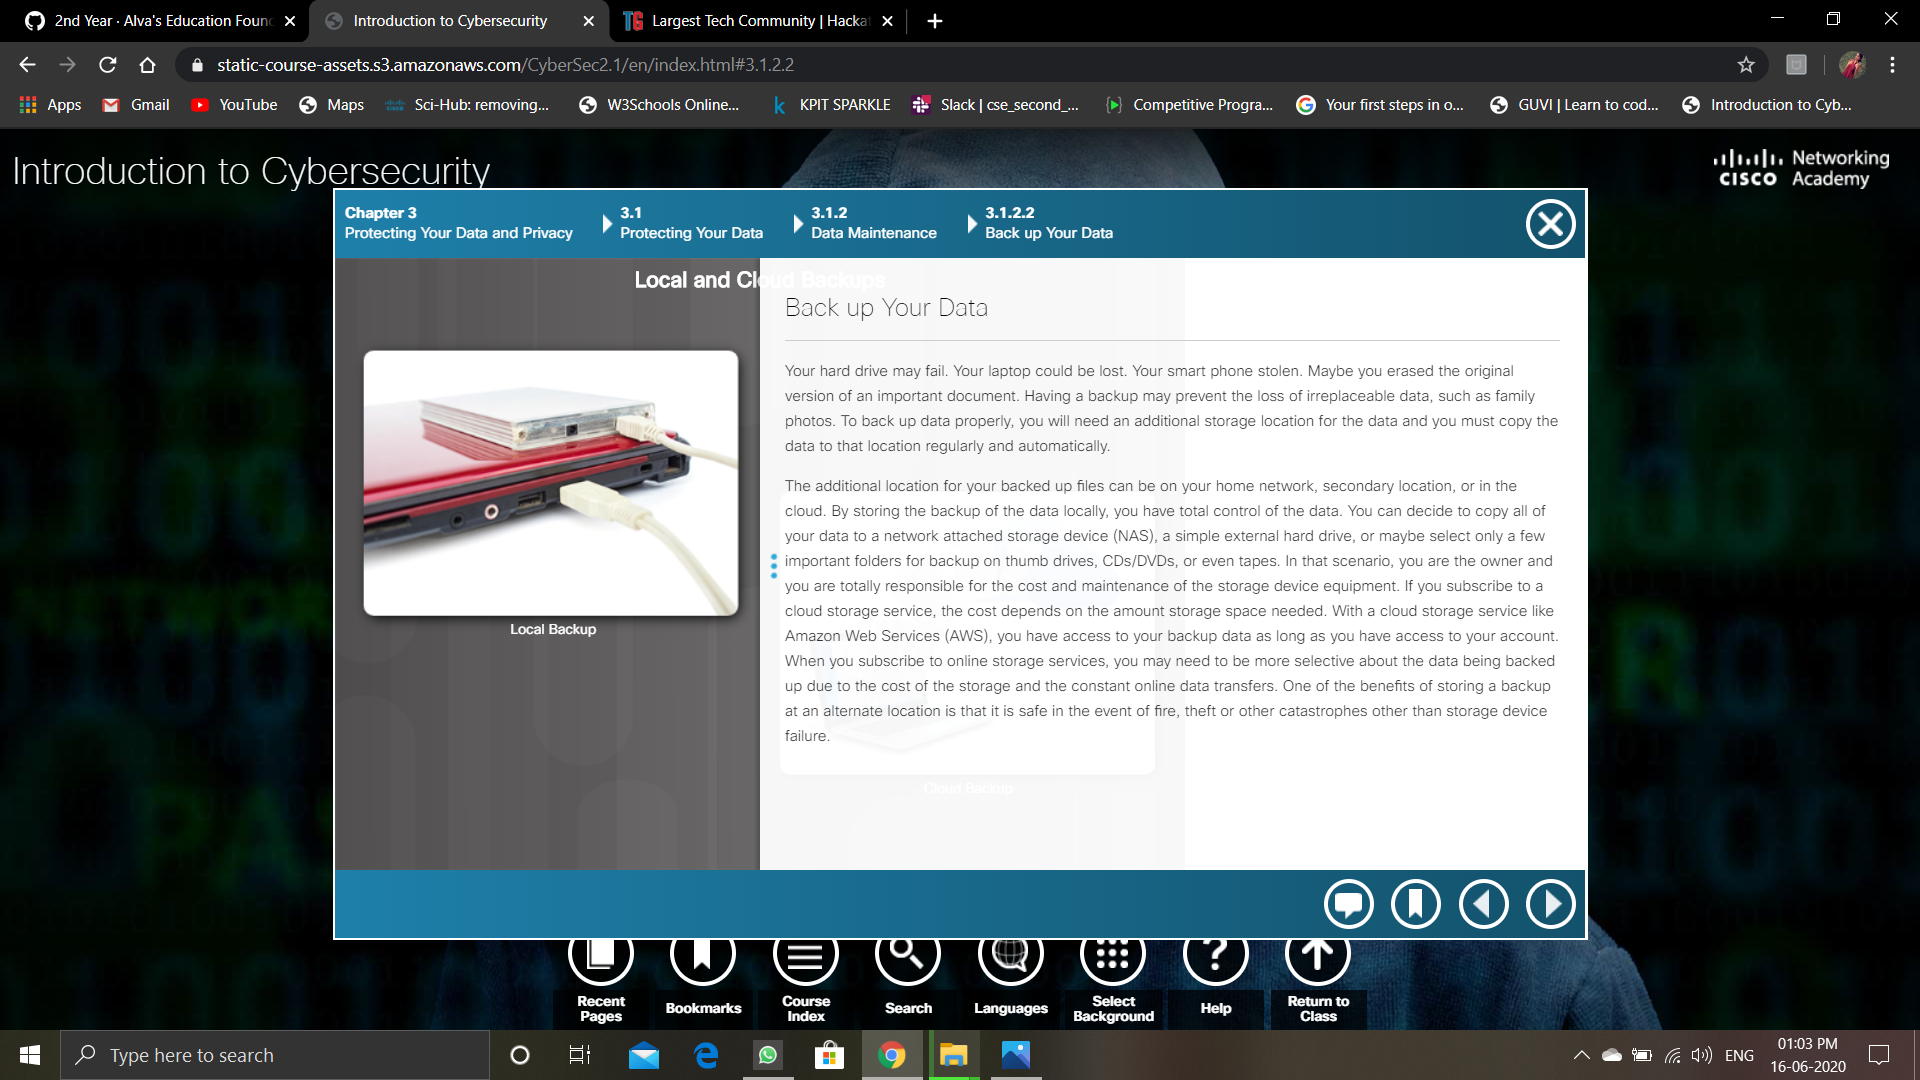 2nd Year · Alva's Education Foun
Introduction to Cybersecurity
Largest Tech Community | Hacka
static-course-assets.s3.amazonaws.com/CyberSec2.1/en/index.html#3.1.2.2
Apps
Gmail
YouTube
Maps
Sci-Hub: removing...
W3Schools Online...
KPIT SPARKLE
Slack | cse_second_...
Competitive Progra...
Your first steps in o...
GUVI | Learn to cod...
Introduction to Cyb...
Introduction to Cybersecurity
CISCO
Networking
Academy
Chapter 3
Protecting Your Data and Privacy
3.1
Protecting Your Data
3.1.2
Data Maintenance
3.1.2.2
Back up Your Data
Local and Cloud Backups
Local Backup
Back up Your Data
Your hard drive may fail. Your laptop could be lost. Your smart phone stolen. Maybe you erased the original
version of an important document. Having a backup may prevent the loss of irreplaceable data, such as family
photos. To back up data properly, you will need an additional storage location for the data and you must copy the
data to that location regularly and automatically.
The additional location for your backed up files can be on your home network, secondary location, or in the
cloud. By storing the backup of the data locally, you have total control of the data. You can decide to copy all of
your data to a network attached storage device (NAS), a simple external hard drive, or maybe select only a few
important folders for backup on thumb drives, CDs/DVDs, or even tapes. In that scenario, you are the owner and
you are totally responsible for the cost and maintenance of the storage device equipment. If you subscribe to a
cloud storage service, the cost depends on the amount storage space needed. With a cloud storage service like
Amazon Web Services (AWS), you have access to your backup data as long as you have access to your account.
When you subscribe to online storage services, you may need to be more selective about the data being backed
up due to the cost of the storage and the constant online data transfers. One of the benefits of storing a backup
at an alternate location is that it is safe in the event of fire, theft or other catastrophes other than storage device
failure.
Cloud Backup
Recent
Pages
Bookmarks
Course
Index
Search
Languages
Select
Background
Help
Return to
Class
Type here to search
ENG
01:03 PM
16-06-2020